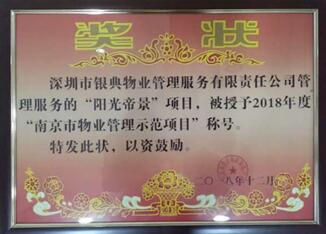 奖状
深圳市银典物业管理服务有限责任公司管
理服务的“阳光帝景”项目，被授予2018年度
“南京市物业管理示范项目”称号。
特发此状，以资鼓励。
二〇一八年十二月